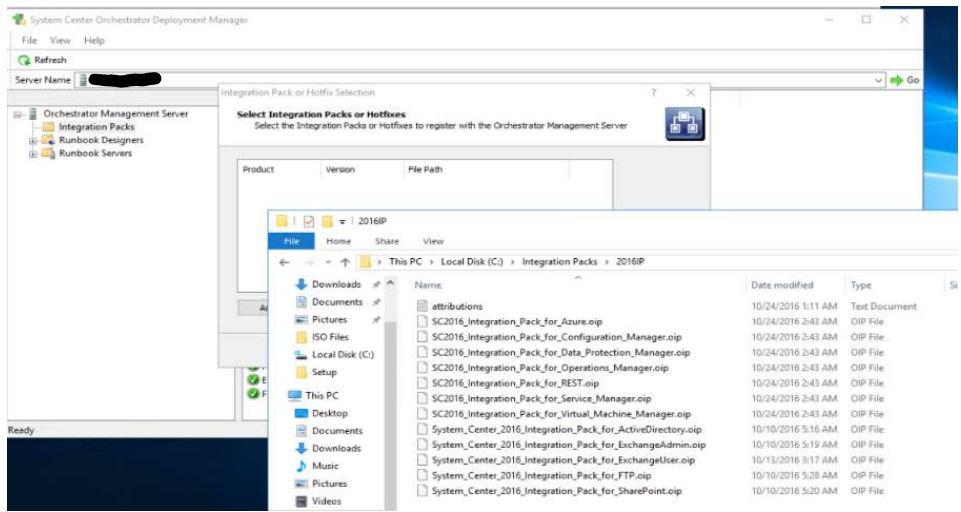 System Center Orchestrator Deployment Manager
File View Help
Refresh
Server Name
Go
Orchestrator Management Server
Integration Packs
Runbook Designers
Runbook Servers
Integration Pack or Hotfix Selection
Select Integration Packs or Hotfixes
Select the Integration Packs or Hotfixes to register with the Orchestrator Management Server
Product Version File Path
2016IP
File Home Share View
This PC > Local Disk (C:) > Integration Packs > 2016IP
Downloads
Documents
Pictures
ISO Files
Local Disk (C:)
Setup
This PC
Desktop
Documents
Downloads
Music
Pictures
Videos
Name Date modified Type
attributions 10/24/2016 1:11 AM Text Document
SC2016_Integration_Pack_for_Azure.oip 10/24/2016 2:43 AM OIP File
SC2016_Integration_Pack_for_Configuration_Manager.oip 10/24/2016 2:43 AM OIP File
SC2016_Integration_Pack_for_Data_Protection_Manager.oip 10/24/2016 2:43 AM OIP File
SC2016_Integration_Pack_for_Operations_Manager.oip 10/24/2016 2:43 AM OIP File
SC2016_Integration_Pack_for_REST.oip 10/24/2016 2:43 AM OIP File
SC2016_Integration_Pack_for_Service_Manager.oip 10/24/2016 2:43 AM OIP File
SC2016_Integration_Pack_for_Virtual_Machine_Manager.oip 10/24/2016 2:43 AM OIP File
System_Center_2016_Integration_Pack_for_ActiveDirectory.oip 10/10/2016 5:16 AM OIP File
System_Center_2016_Integration_Pack_for_ExchangeAdmin.oip 10/10/2016 5:19 AM OIP File
System_Center_2016_Integration_Pack_for_ExchangeUser.oip 10/13/2016 3:17 AM OIP File
System_Center_2016_Integration_Pack_for_FTP.oip 10/10/2016 5:28 AM OIP File
System_Center_2016_Integration_Pack_for_SharePoint.oip 10/10/2016 5:20 AM OIP File
Ready